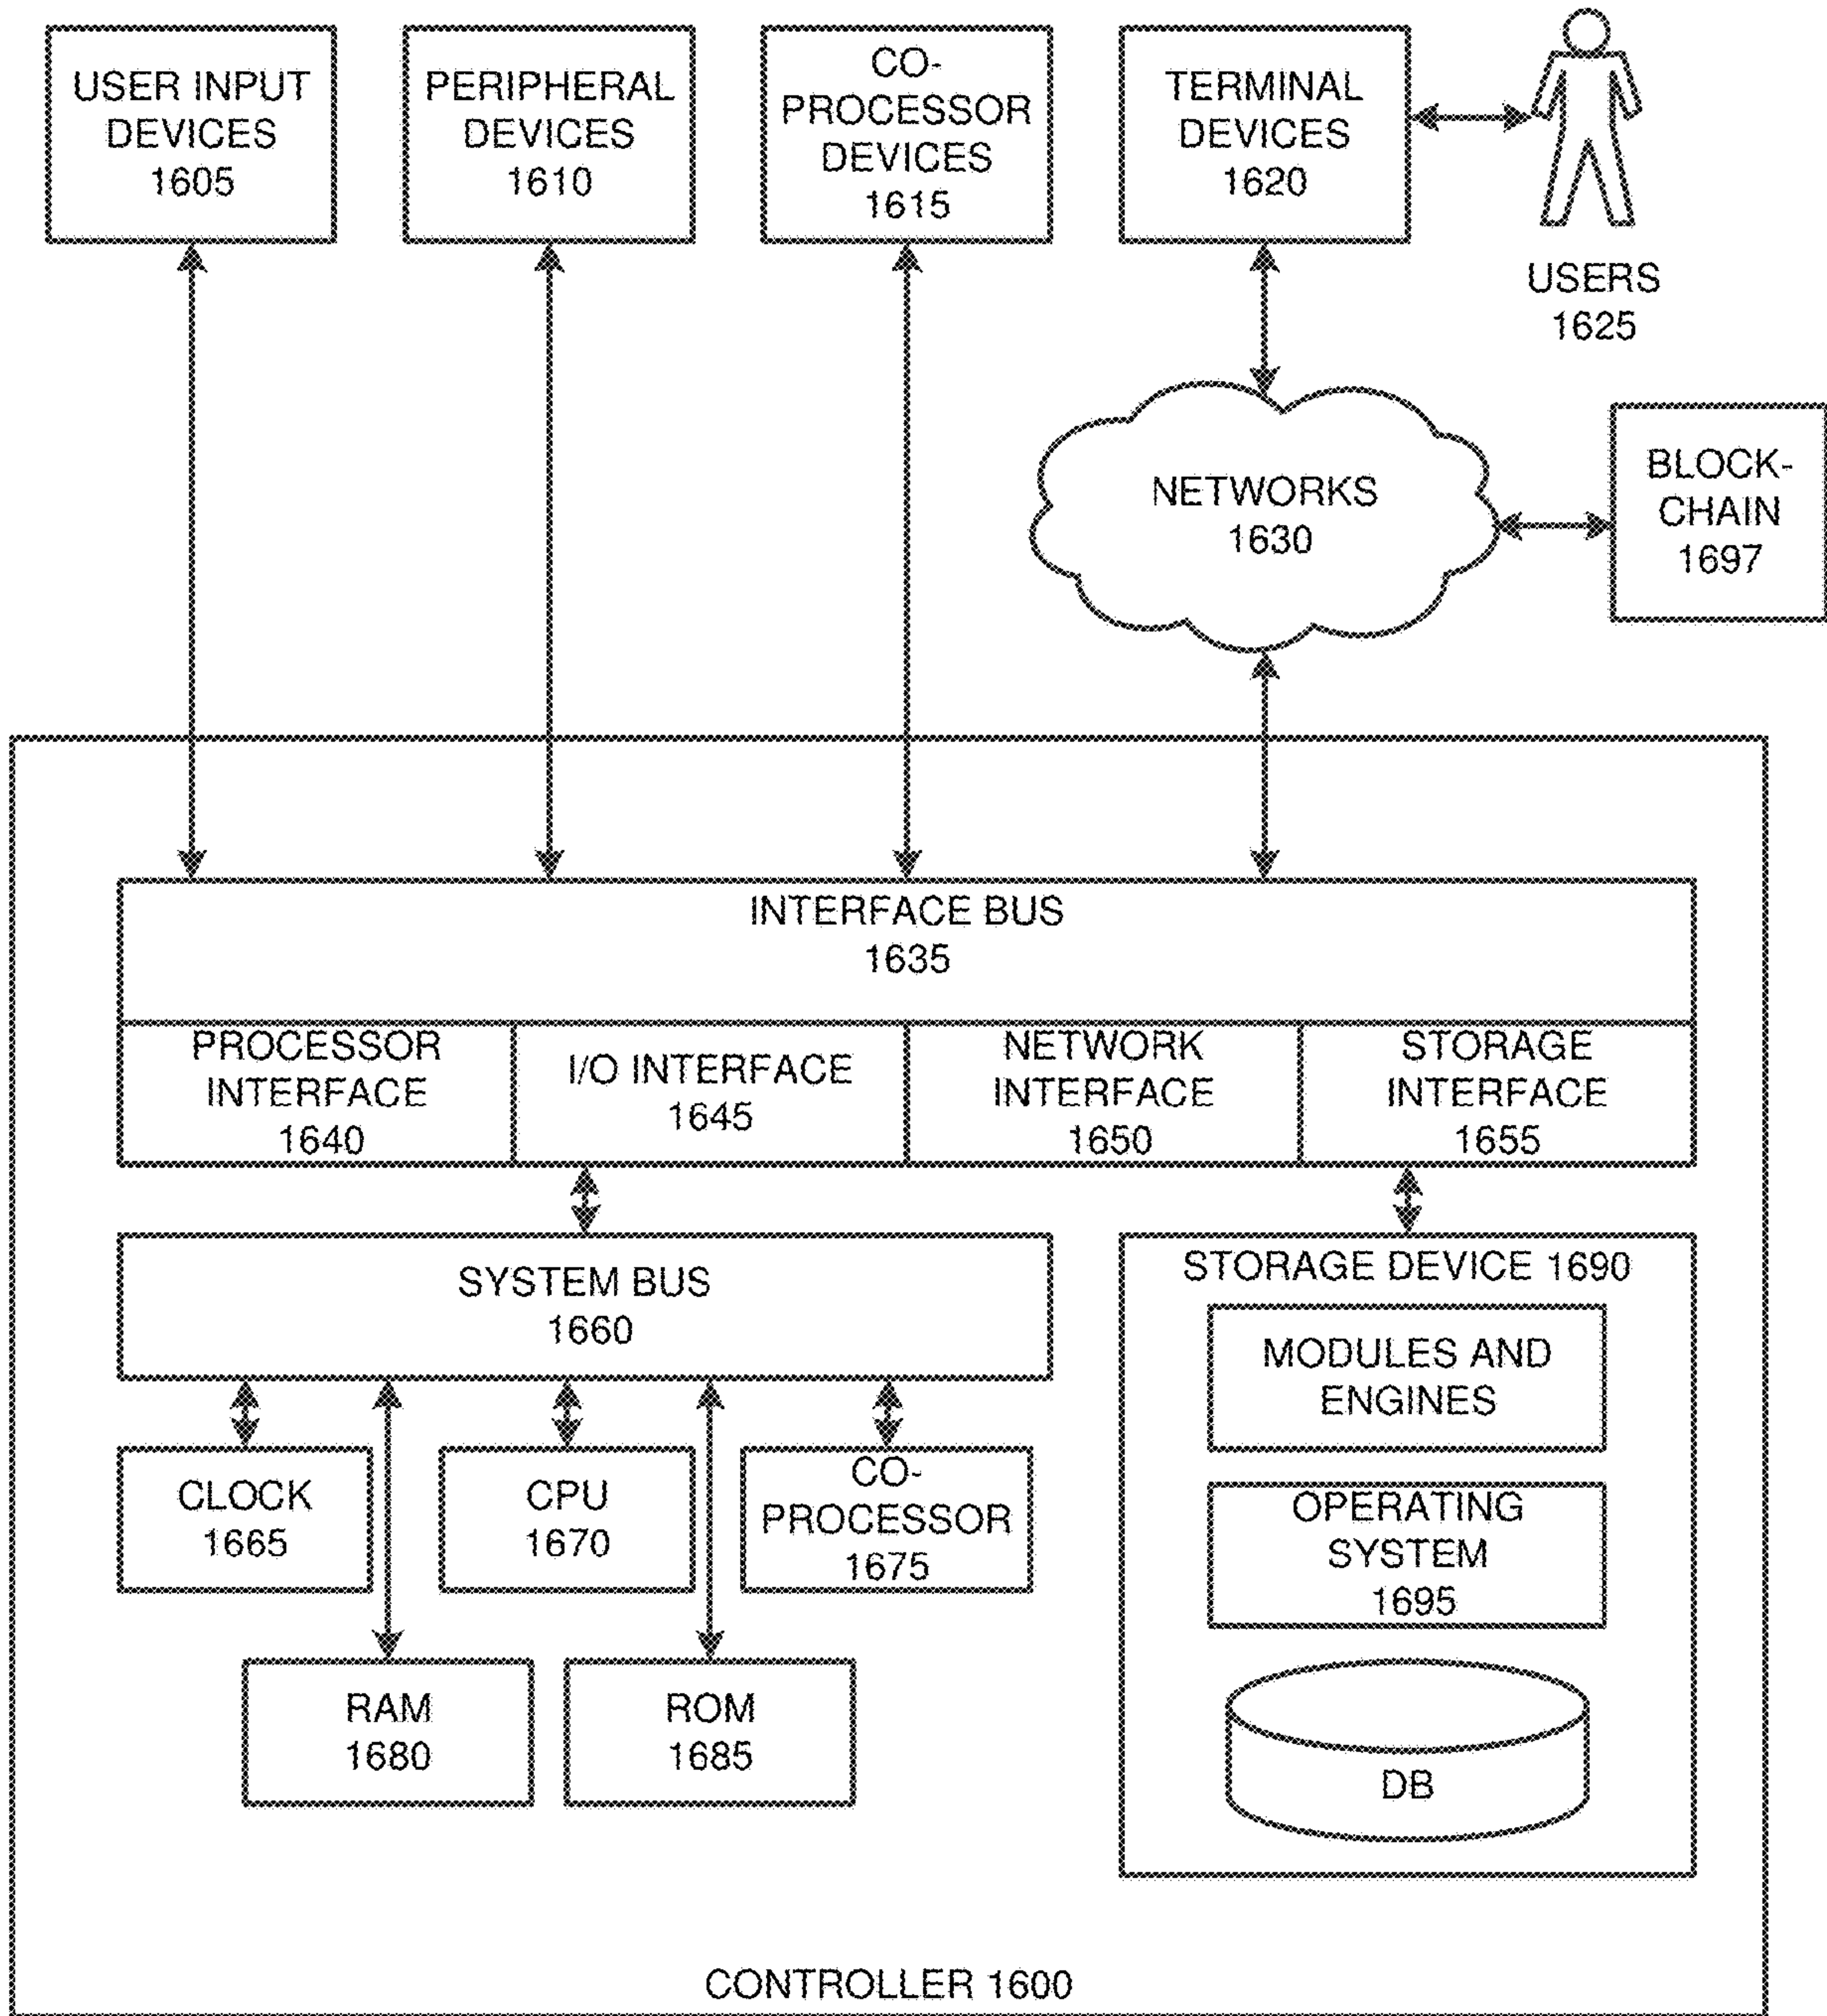 USER INPUT
DEVICES
1605
PERIPHERAL
DEVICES
1610
CO-
PROCESSOR
DEVICES
1615
TERMINAL
DEVICES
1620
USERS
1625
NETWORKS
1630
BLOCK-
CHAIN
1697
INTERFACE BUS
1635
PROCESSOR
INTERFACE
1640
I/O INTERFACE
1645
NETWORK
INTERFACE
1650
STORAGE
INTERFACE
1655
SYSTEM BUS
1660
CLOCK
1665
CPU
1670
CO-
PROCESSOR
1675
RAM
1680
ROM
1685
STORAGE DEVICE 1690
MODULES AND
ENGINES
OPERATING
SYSTEM
1695
DB
CONTROLLER 1600